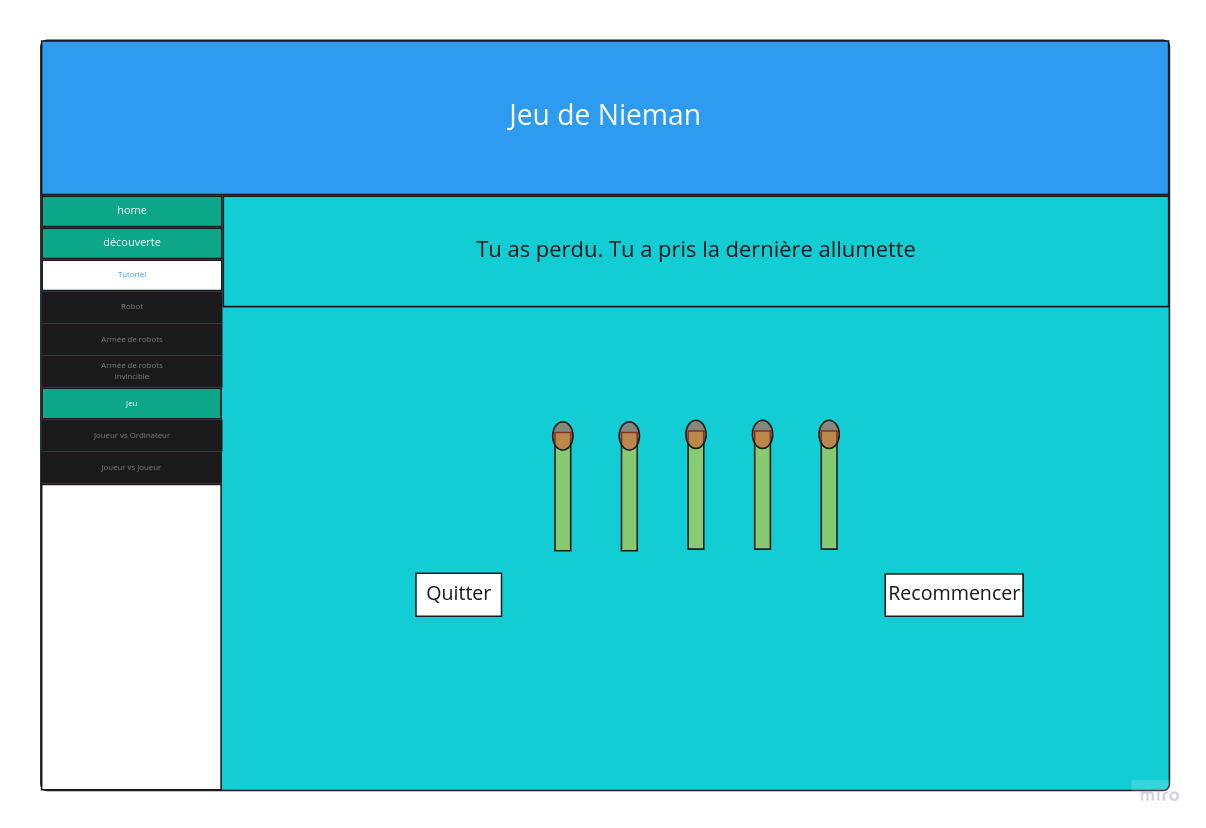 Jeu de Nieman
home
découverte
Tutoriel
Robot
Armée de robots
Armée de robots
invincible
Jeu
Joueur vs Ordinateur
Joueur vs Joueur
Tu as perdu. Tu a pris la dernière allumette
Quitter
Recommencer
miro